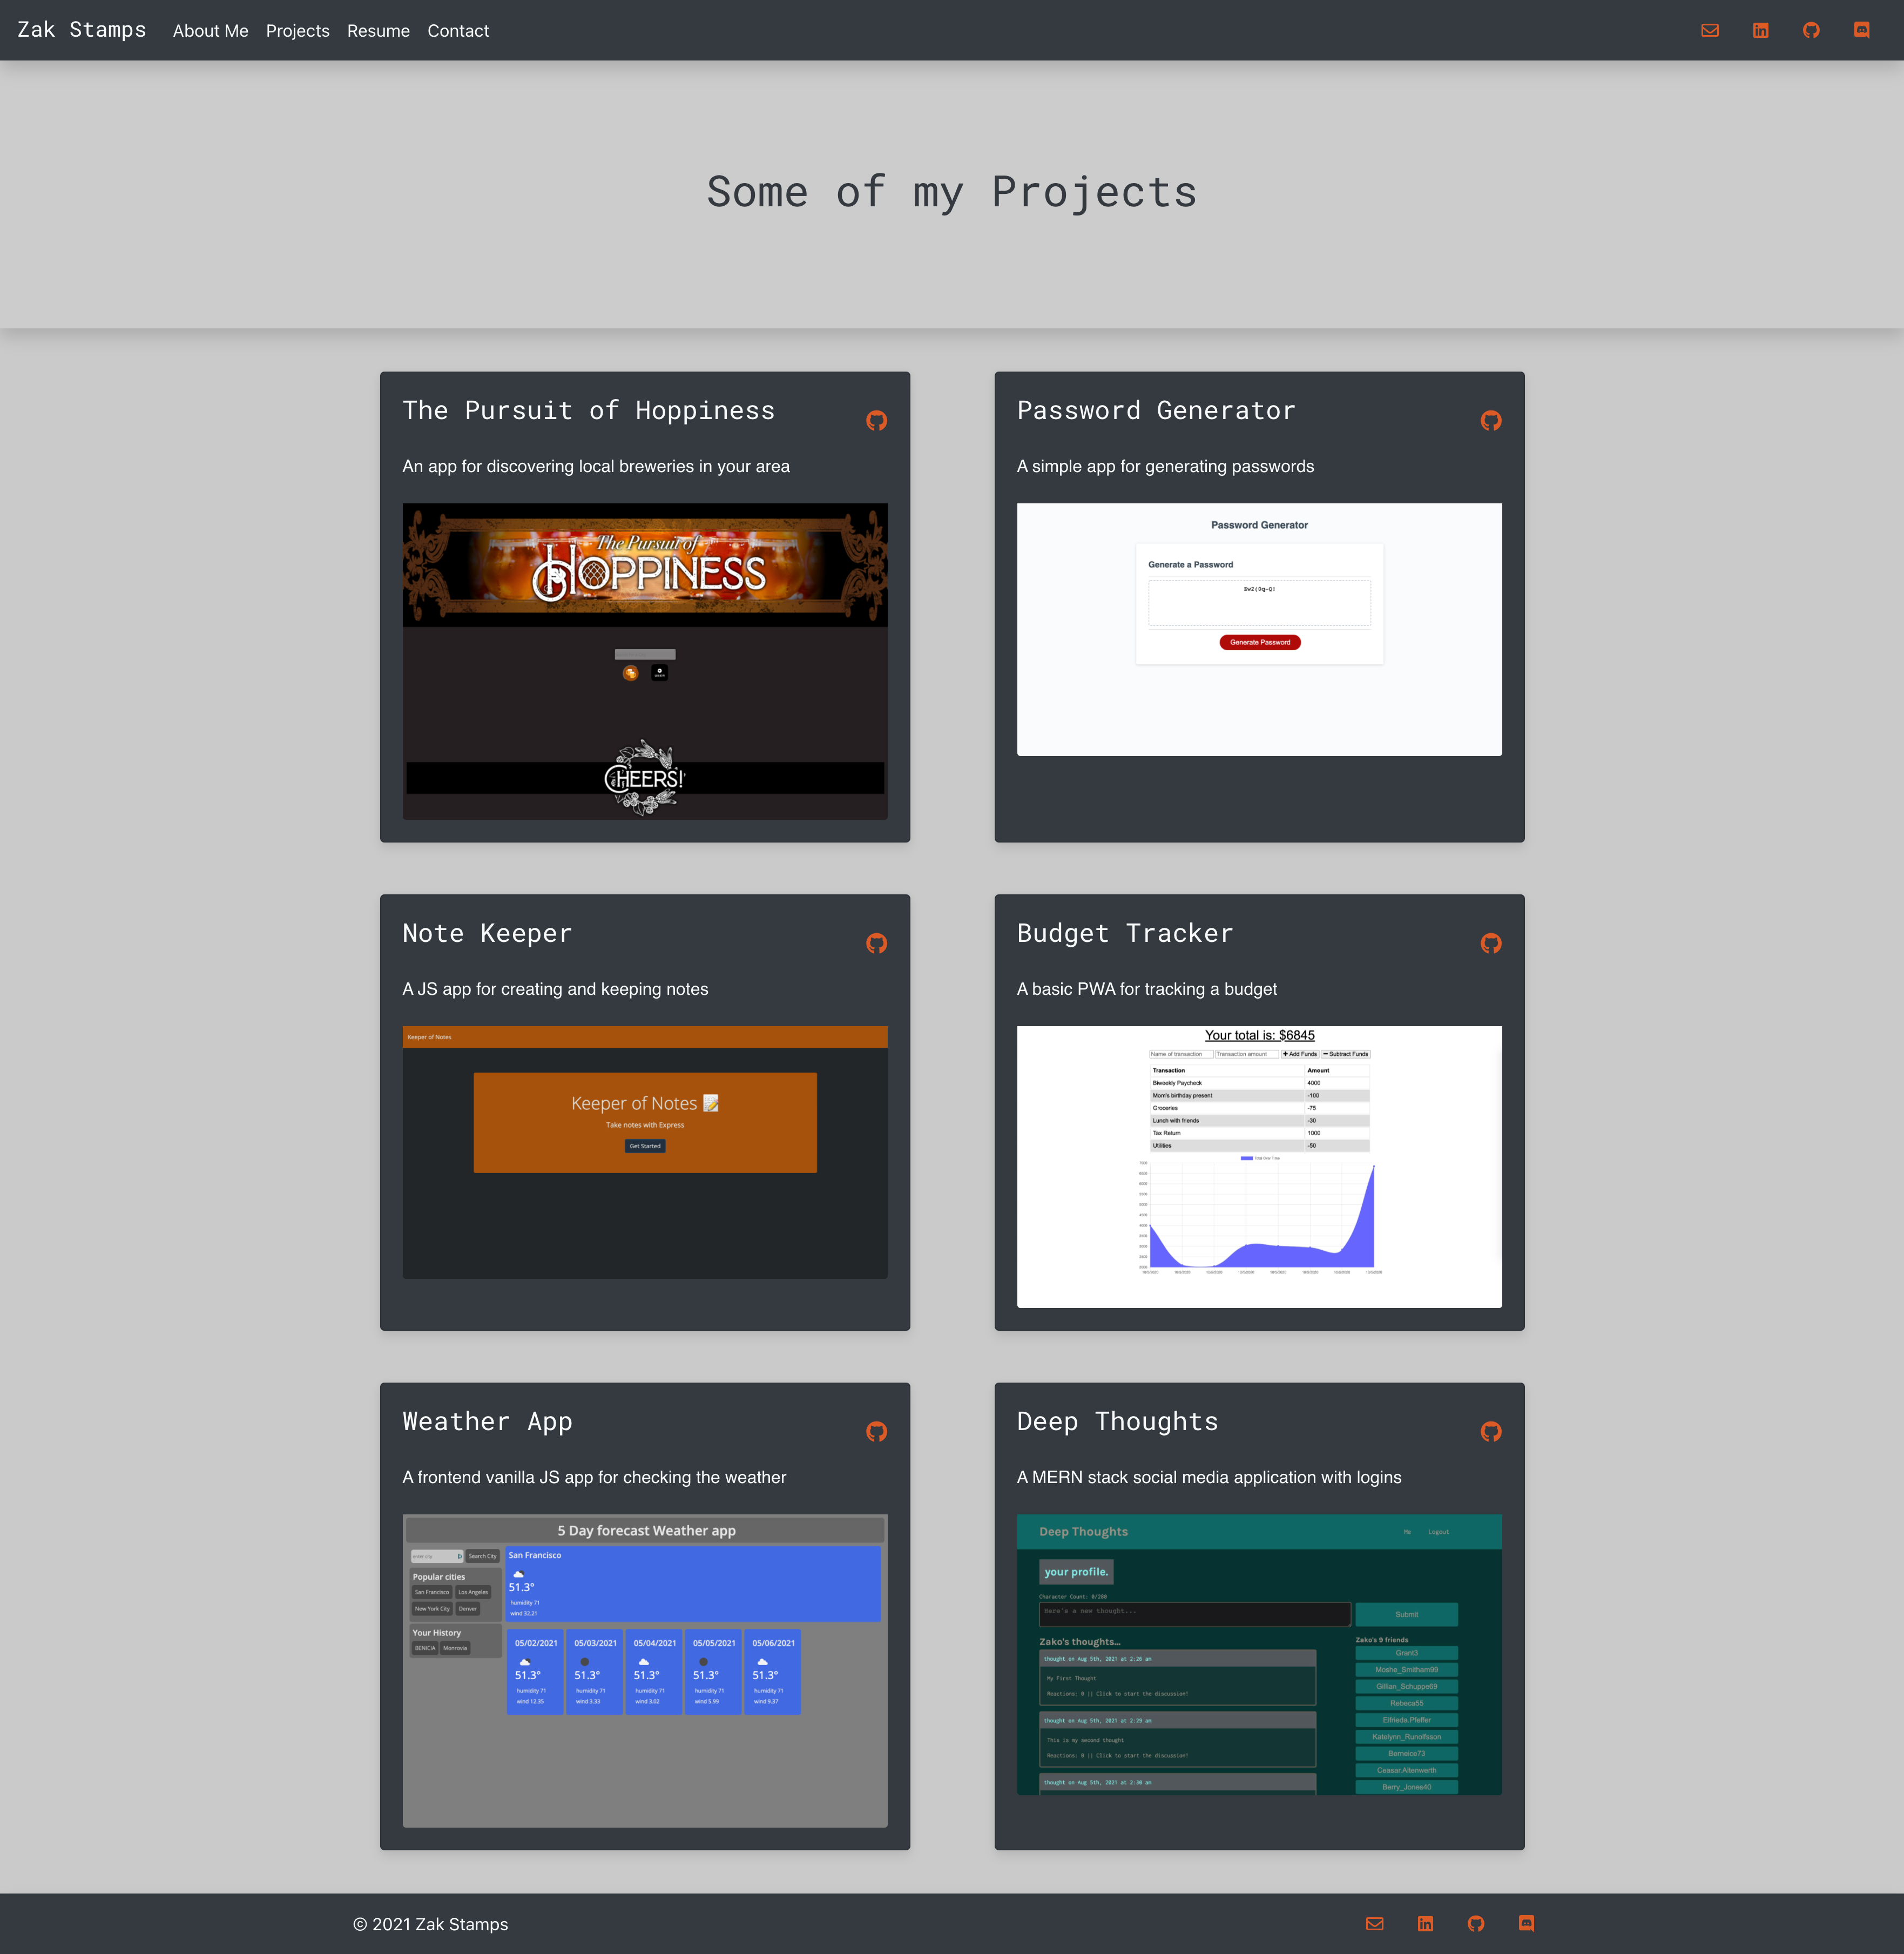 Zak Stamps About Me Projects Resume Contact
Some of my Projects
The Pursuit of Hoppiness
An app for discovering local breweries in your area
The Pursuit of
HOPPINESS
CHEERS!
Password Generator
A simple app for generating passwords
Password Generator
Generate a Password
Generate Password
Note Keeper
A JS app for creating and keeping notes
Keeper of Notes
Keeper of Notes
Take notes with Express
Get Started
Budget Tracker
A basic PWA for tracking a budget
Your total is: $6845
Name of transaction Transaction amount Add Funds Subtract Funds
Transaction Amount
Biweekly Paycheck 4000
Mom's birthday present -100
Groceries -75
Lunch with friends -30
Tax Return 1000
Utilities -50
Total Over Time
Weather App
A frontend vanilla JS app for checking the weather
5 Day forecast Weather app
enter city Search City
Popular cities
San Francisco Los Angeles
New York City Denver
Your History
BENICIA Monrovia
San Francisco
51.3°
humidity 71
wind 32.21
05/02/2021 05/03/2021 05/04/2021 05/05/2021 05/06/2021
51.3° 51.3° 51.3° 51.3° 51.3°
humidity 71 humidity 71 humidity 71 humidity 71 humidity 71
wind 12.35 wind 3.33 wind 3.02 wind 5.99 wind 9.37
Deep Thoughts
A MERN stack social media application with logins
Deep Thoughts Me Logout
your profile.
Character Count: 0/280
Here's a new thought...
Submit
Zako's thoughts...
thought on Aug 5th, 2021 at 2:26 am
My First Thought
Reactions: 0 || Click to start the discussion!
thought on Aug 5th, 2021 at 2:29 am
This is my second thought
Reactions: 0 || Click to start the discussion!
thought on Aug 5th, 2021 at 2:30 am
Zako's 9 friends
Grant3
Moshe_Smitham99
Gillian_Schuppe69
Rebeca55
Elfrieda.Pfeffer
Katelynn_Runolfsson
Berneice73
Ceasar.Altenwerth
Berry_Jones40
© 2021 Zak Stamps